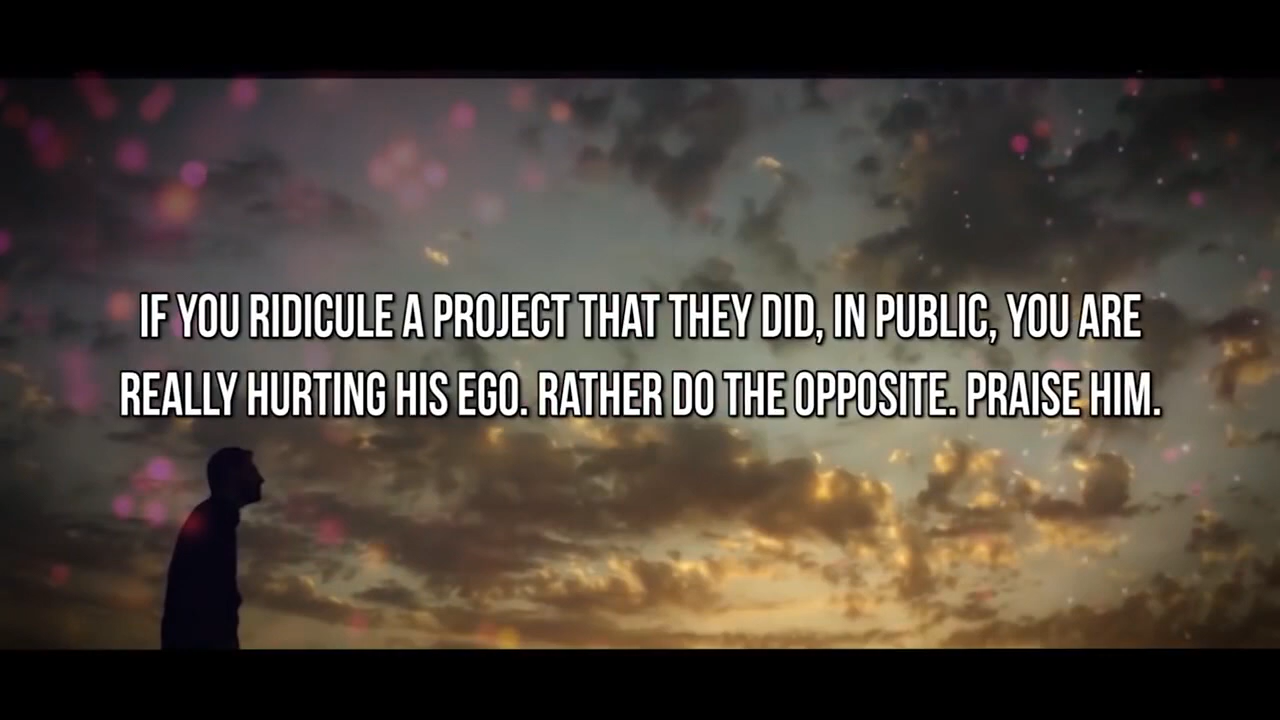 IF YOU RIDICULE A PROJECT THAT THEY DID, IN PUBLIC, YOU ARE
REALLY HURTING HIS EGO. RATHER DO THE OPPOSITE. PRAISE HIM.